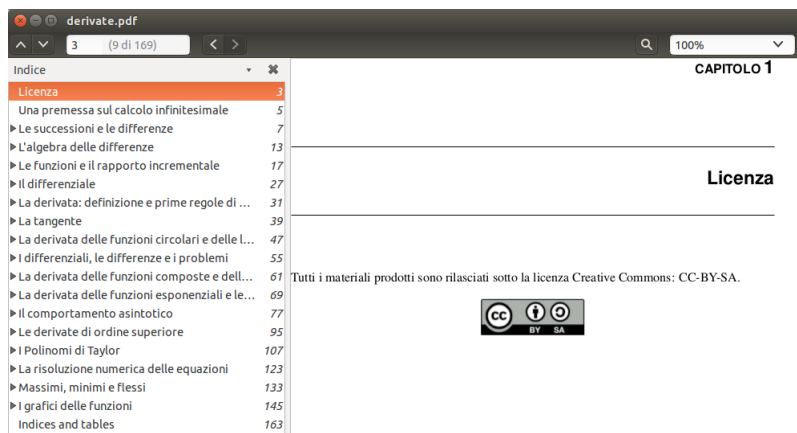 derivate.pdf
3 (9 di 169) 100%
Indice
Licenza 3
Una premessa sul calcolo infinitesimale 5
Le successioni e le differenze 7
L'algebra delle differenze 13
Le funzioni e il rapporto incrementale 17
Il differenziale 27
La derivata: definizione e prime regole di ... 31
La tangente 39
La derivata delle funzioni circolari e delle l... 47
I differenziali, le differenze e i problemi 55
La derivata delle funzioni composte e dell... 61
La derivata delle funzioni esponenziali e le... 69
Il comportamento asintotico 77
Le derivate di ordine superiore 95
I Polinomi di Taylor 107
La risoluzione numerica delle equazioni 123
Massimi, minimi e flessi 133
I grafici delle funzioni 145
Indices and tables 163
CAPITOLO 1
Licenza
Tutti i materiali prodotti sono rilasciati sotto la licenza Creative Commons: CC-BY-SA.
cc
BY SA